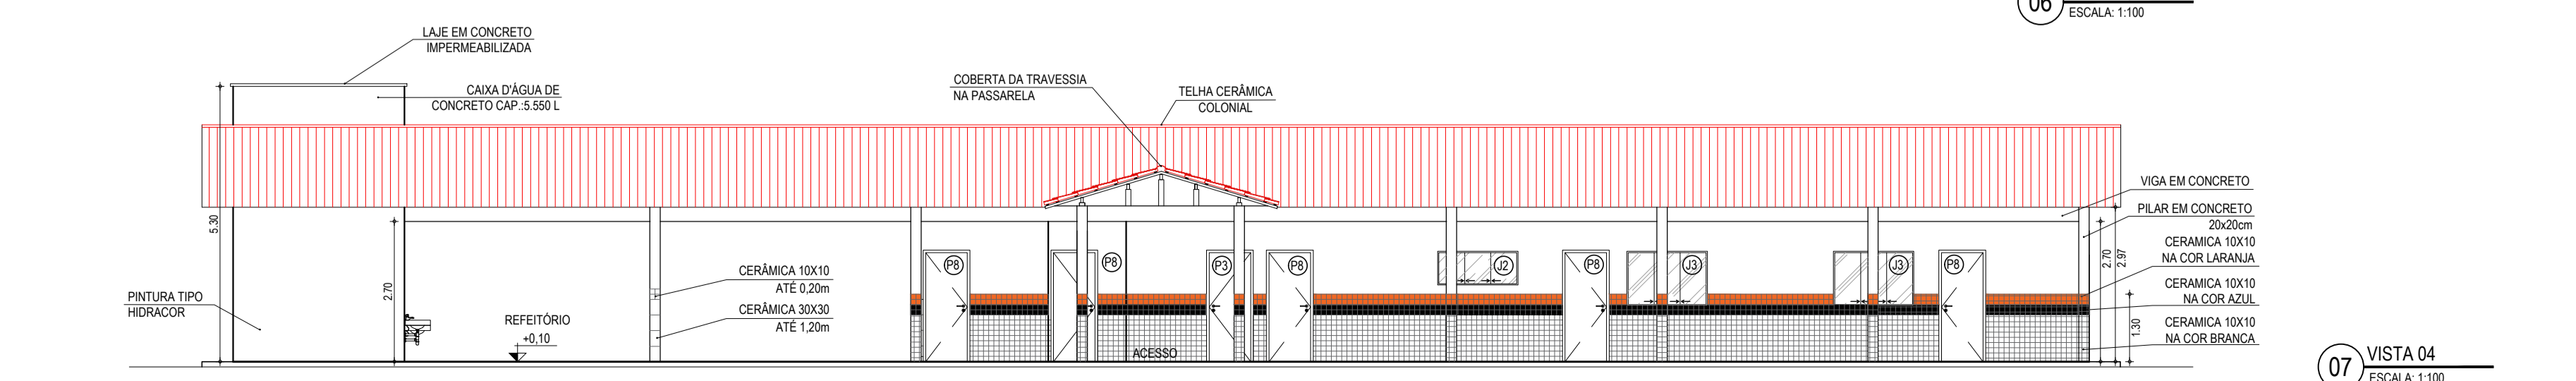 06
ESCALA: 1:100
LAJE EM CONCRETO
IMPERMEABILIZADA
CAIXA D'ÁGUA DE
CONCRETO CAP.:5.550 L
COBERTA DA TRAVESSIA
NA PASSARELA
TELHA CERÂMICA
COLONIAL
VIGA EM CONCRETO
PILAR EM CONCRETO
20x20cm
CERAMICA 10X10
NA COR LARANJA
CERAMICA 10X10
NA COR AZUL
CERAMICA 10X10
NA COR BRANCA
5.30
2.70
2.70
2.97
1.30
PINTURA TIPO
HIDRACOR
REFEITÓRIO
+0,10
CERÂMICA 10X10
ATÉ 0,20m
CERÂMICA 30X30
ATÉ 1,20m
P8
P8
P3
P8
J2
P8
J3
J3
P8
ACESSO
07
VISTA 04
ESCALA: 1:100